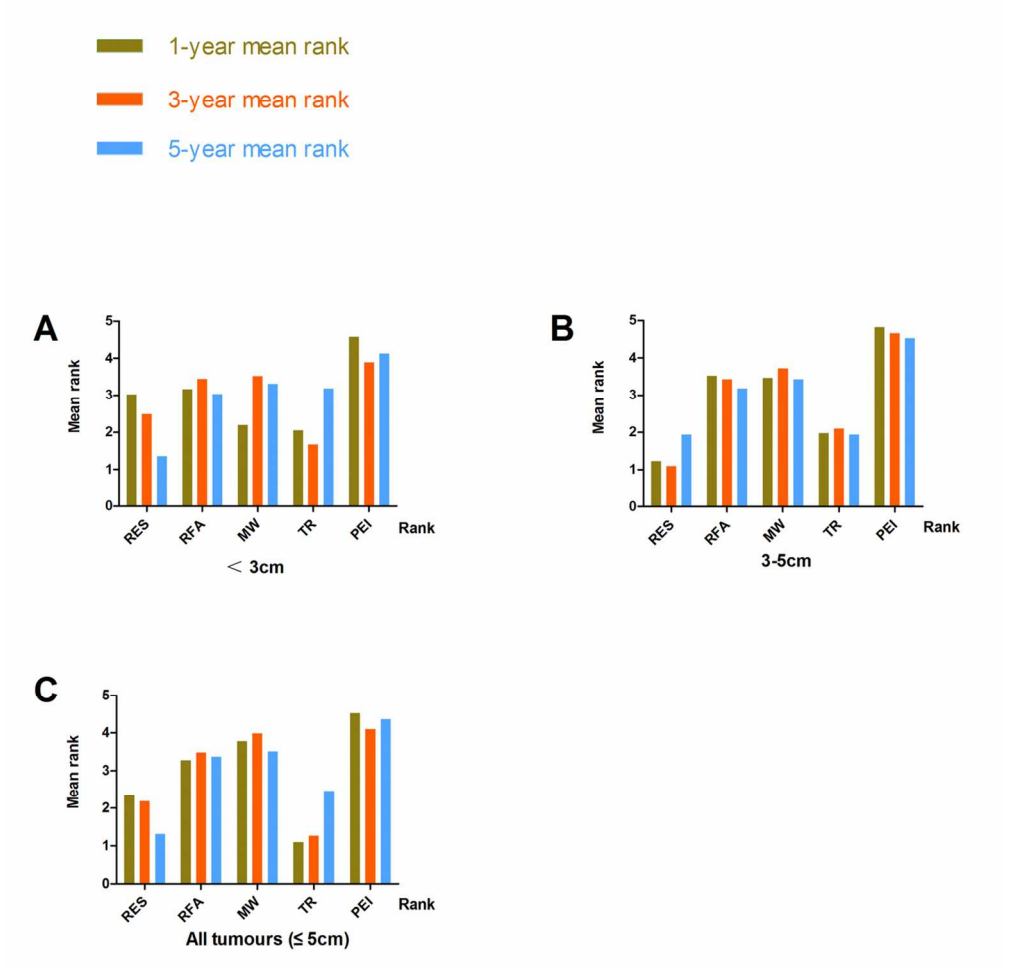 1-year mean rank
3-year mean rank
5-year mean rank
A
Mean rank
5
4
3
2
1
0
RES
RFA
MW
TR
PEI
Rank
< 3cm
B
Mean rank
5
4
3
2
1
0
RES
RFA
MW
TR
PEI
Rank
3-5cm
C
Mean rank
5
4
3
2
1
0
RES
RFA
MW
TR
PEI
Rank
All tumours (≤ 5cm)